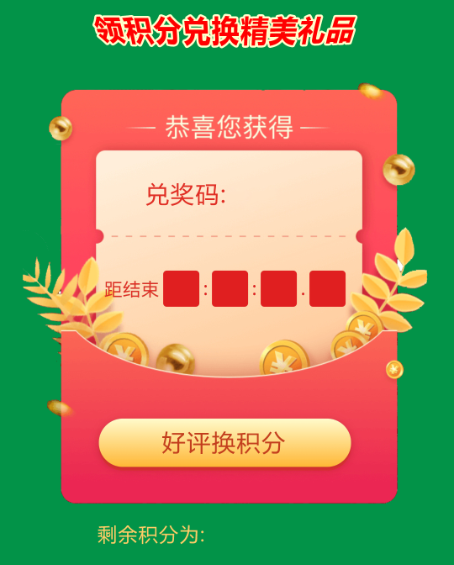 领积分兑换精美礼品
恭喜您获得
兑奖码:
距结束 : : .
好评换积分
剩余积分为: